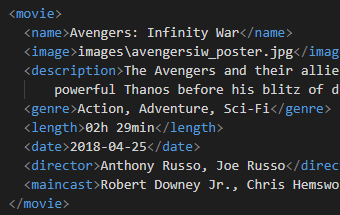 <movie>
<name>Avengers: Infinity War</name>
<image>images\avengersiw_poster.jpg</imag
<description>The Avengers and their allie
powerful Thanos before his blitz of d
<genre>Action, Adventure, Sci-Fi</genre>
<length>02h 29min</length>
<date>2018-04-25</date>
<director>Anthony Russo, Joe Russo</direc
<maincast>Robert Downey Jr., Chris Hemswo
</movie>